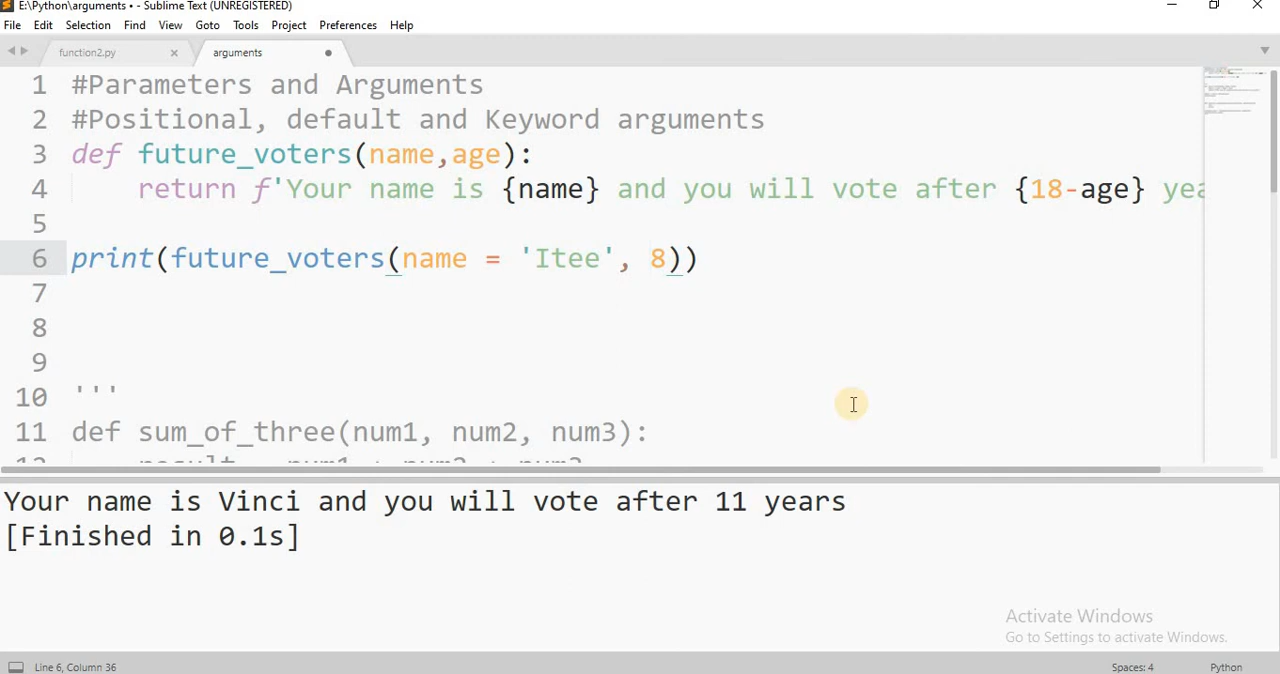 E:\Python\arguments • - Sublime Text (UNREGISTERED)
File Edit Selection Find View Goto Tools Project Preferences Help
function2.py arguments
1 #Parameters and Arguments
2 #Positional, default and Keyword arguments
3 def future_voters(name,age):
4 return f'Your name is {name} and you will vote after {18-age} yea
5
6 print(future_voters(name = 'Itee', 8))
7
8
9
10 '''
11 def sum_of_three(num1, num2, num3):
Your name is Vinci and you will vote after 11 years
[Finished in 0.1s]
Activate Windows
Go to Settings to activate Windows.
Line 6, Column 36 Spaces: 4 Python